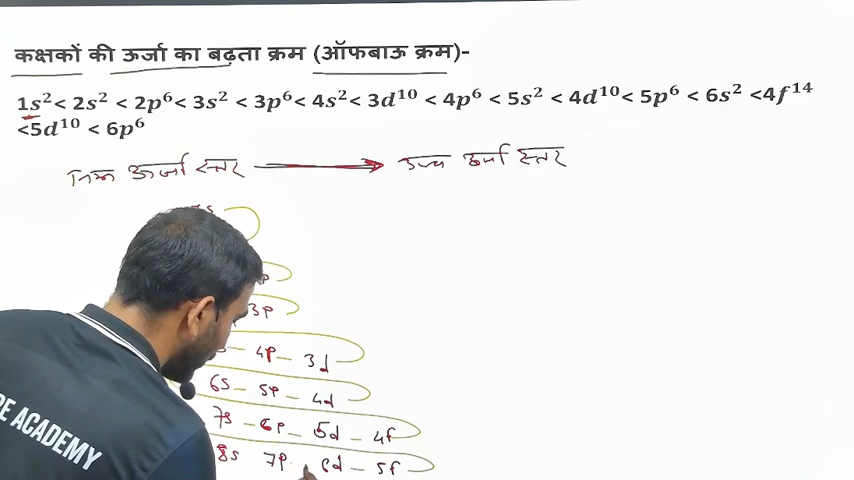 कक्षकों की ऊर्जा का बढ़ता क्रम (ऑफबाऊ क्रम)-
1s² < 2s² < 2p⁶ < 3s² < 3p⁶ < 4s² < 3d¹⁰ < 4p⁶ < 5s² < 4d¹⁰ < 5p⁶ < 6s² <4f¹⁴
<5d¹⁰ < 6p⁶
निम्न ऊर्जा स्तर → उच्च ऊर्जा स्तर
3p
4p - 3d
6s - 5p - 4d
7s - 6p - 5d - 4f
8s 7p 6d - 5f
ACADEMY